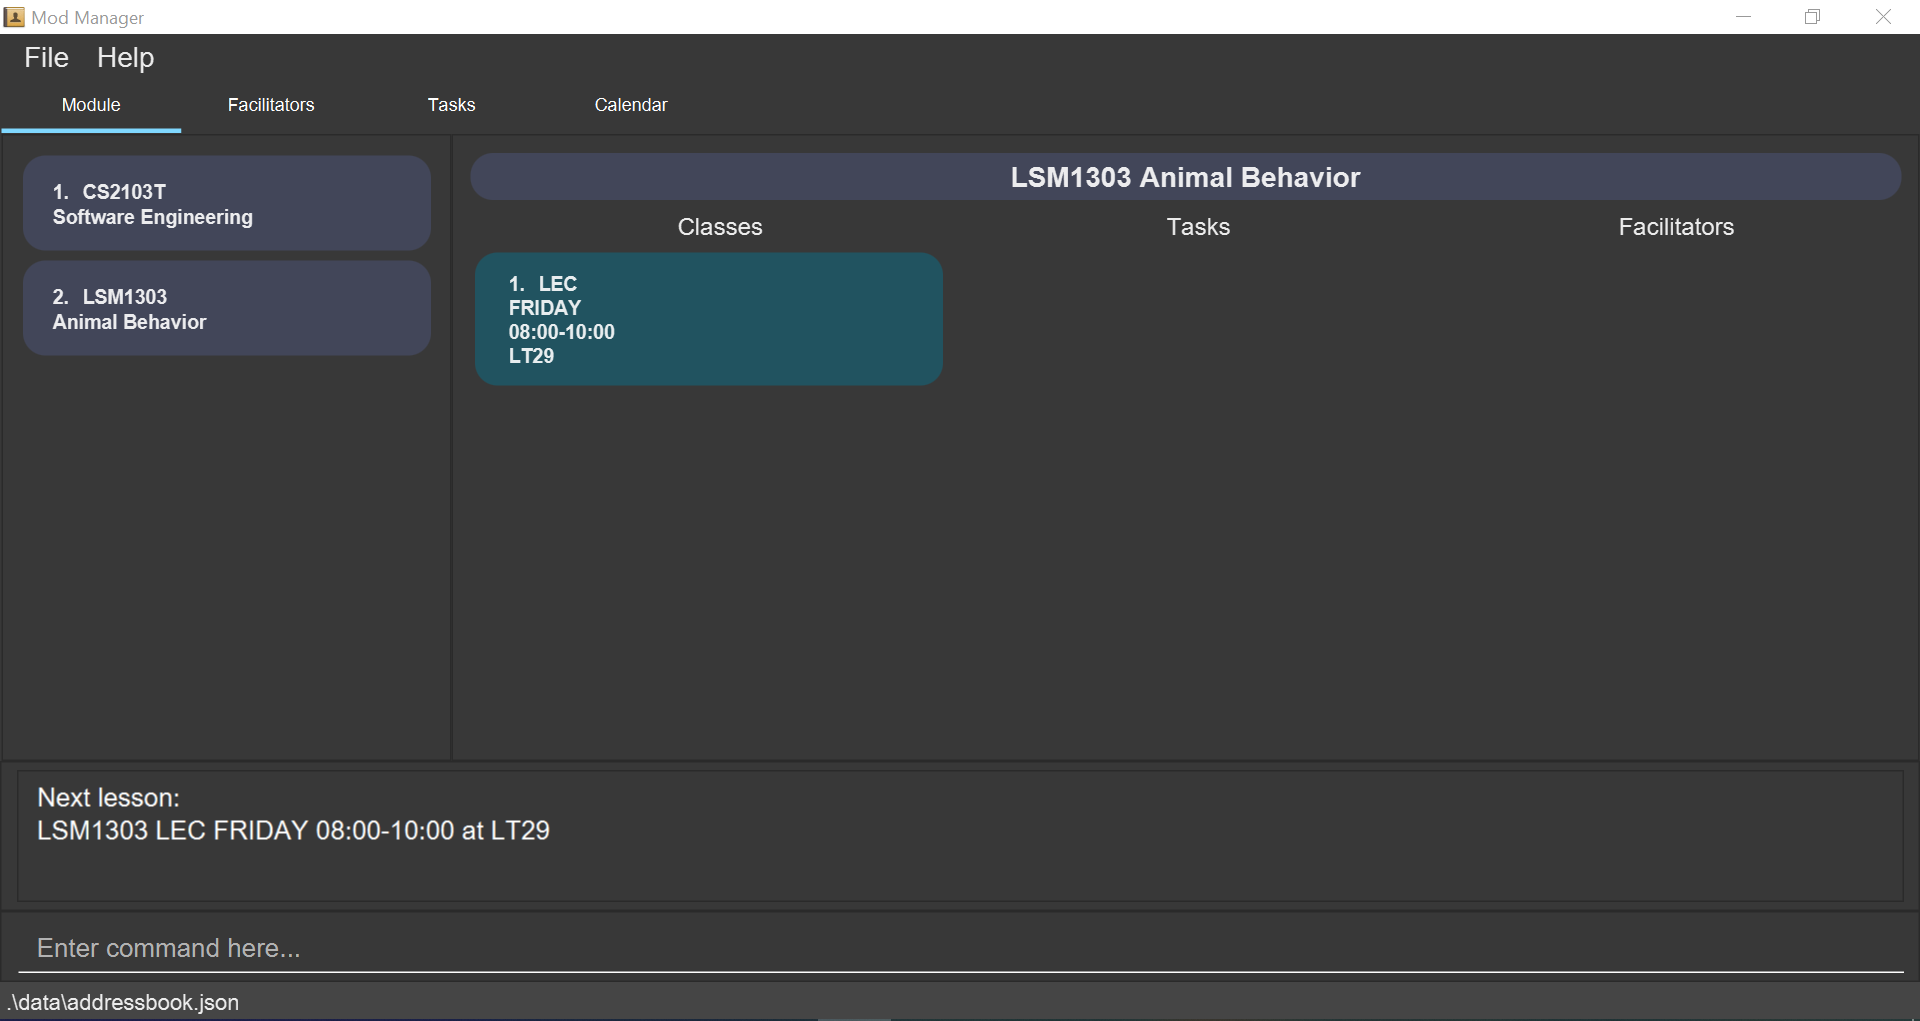 Mod Manager
File Help
Module Facilitators Tasks Calendar
1. CS2103T
Software Engineering
2. LSM1303
Animal Behavior
LSM1303 Animal Behavior
Classes Tasks Facilitators
1. LEC
FRIDAY
08:00-10:00
LT29
Next lesson:
LSM1303 LEC FRIDAY 08:00-10:00 at LT29
Enter command here...
.\data\addressbook.json